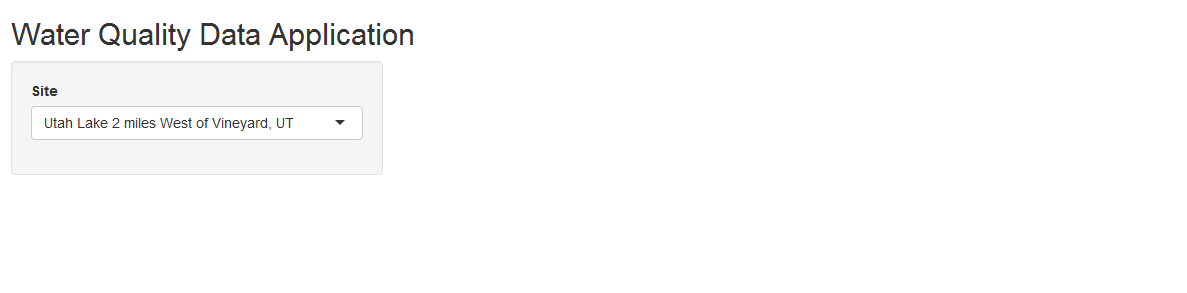 Water Quality Data Application
Site
Utah Lake 2 miles West of Vineyard, UT